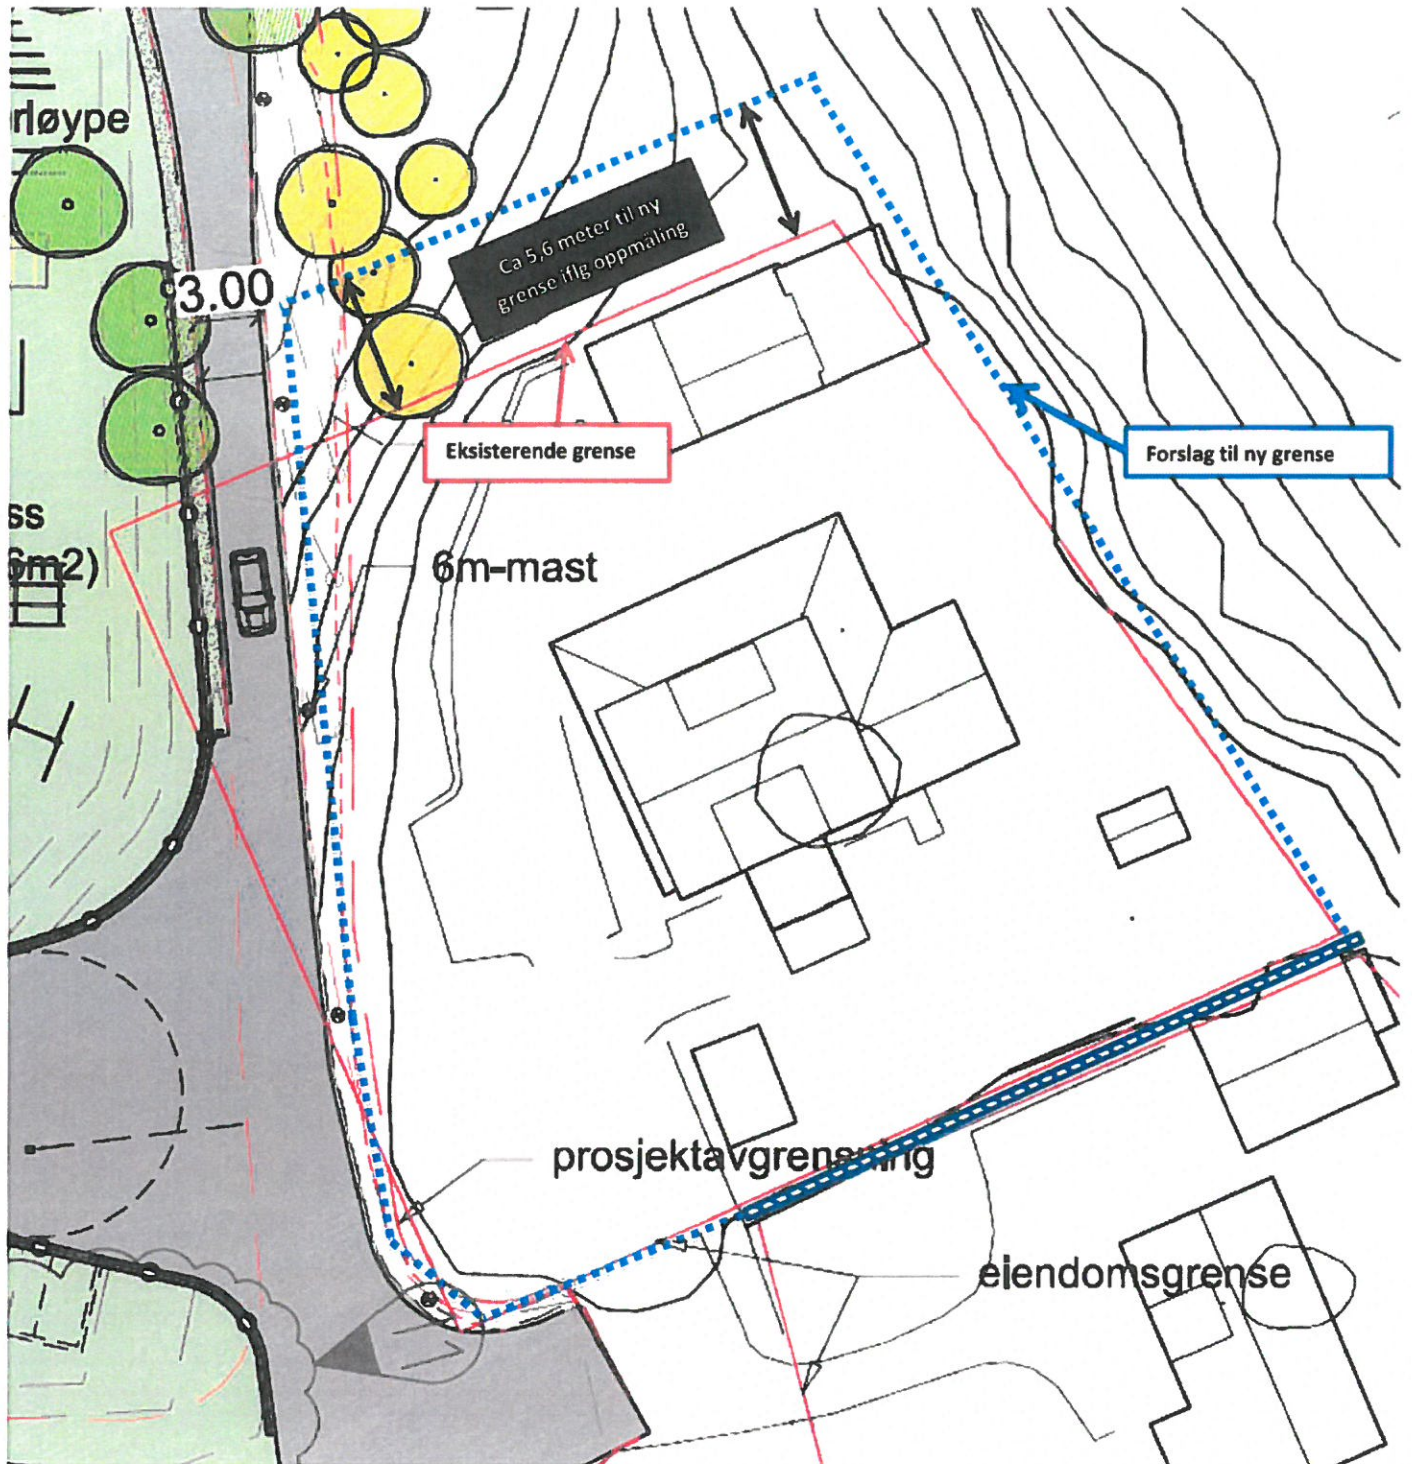 rløype
3.00
Ca 5,6 meter til ny
grense iflg oppmåling
Eksisterende grense
Forslag til ny grense
ss
6m2)
6m-mast
prosjektavgrensning
eiendomsgrense